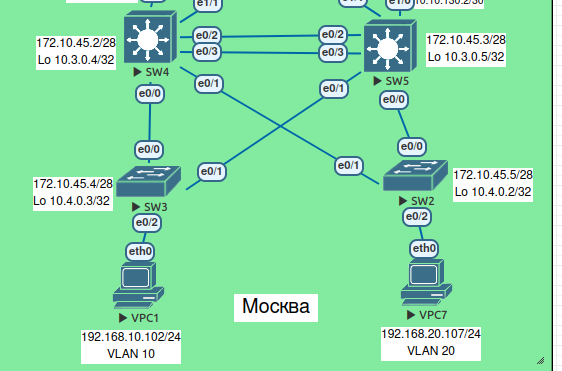 e1/1
e1/0
10.130.2/30
172.10.45.2/28
Lo 10.3.0.4/32
e0/2
e0/2
e0/3
e0/3
172.10.45.3/28
Lo 10.3.0.5/32
SW4
SW5
e0/1
e0/1
e0/0
e0/0
e0/0
e0/0
e0/1
e0/1
172.10.45.4/28
Lo 10.4.0.3/32
172.10.45.5/28
Lo 10.4.0.2/32
SW3
SW2
e0/2
e0/2
eth0
eth0
Москва
VPC1
VPC7
192.168.10.102/24
VLAN 10
192.168.20.107/24
VLAN 20